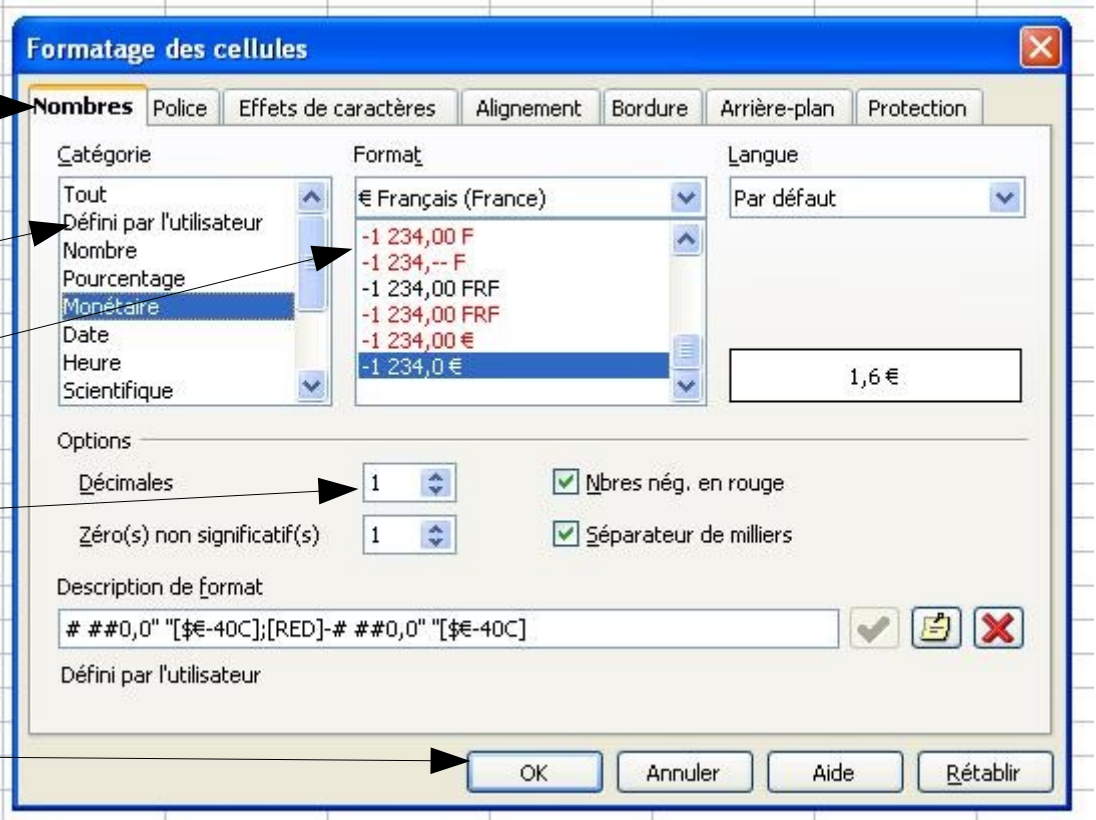 Formatage des cellules
Nombres Police Effets de caractères Alignement Bordure Arrière-plan Protection
Catégorie Format Langue
Tout
Défini par l'utilisateur
Nombre
Pourcentage
Monétaire
Date
Heure
Scientifique
€ Français (France)
-1 234,00 F
-1 234,-- F
-1 234,00 FRF
-1 234,00 FRF
-1 234,00 €
-1 234,0 €
Par défaut
1,6 €
Options
Décimales 1 Nbres nég. en rouge
Zéro(s) non significatif(s) 1 Séparateur de milliers
Description de format
# ##0,0" "[$€-40C];[RED]-# ##0,0" "[$€-40C]
Défini par l'utilisateur
OK Annuler Aide Rétablir